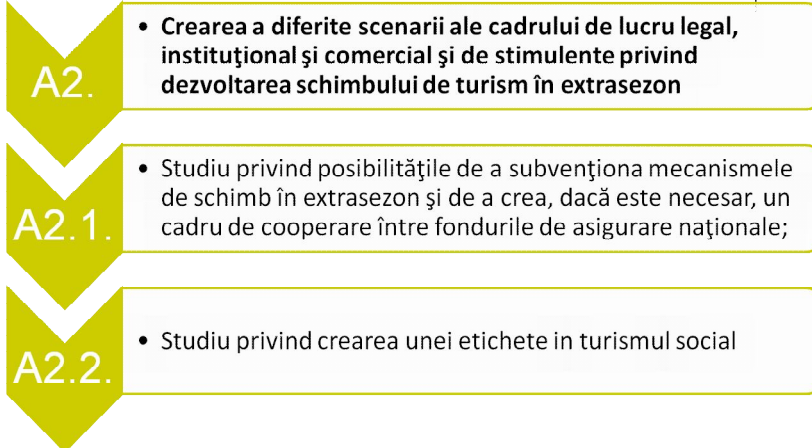 A2.
• Crearea a diferite scenarii ale cadrului de lucru legal,
instituţional şi comercial şi de stimulente privind
dezvoltarea schimbului de turism în extrasezon
A2.1.
• Studiu privind posibilităţile de a subvenţiona mecanismele
de schimb în extrasezon şi de a crea, dacă este necesar, un
cadru de cooperare între fondurile de asigurare naţionale;
A2.2.
• Studiu privind crearea unei etichete in turismul social